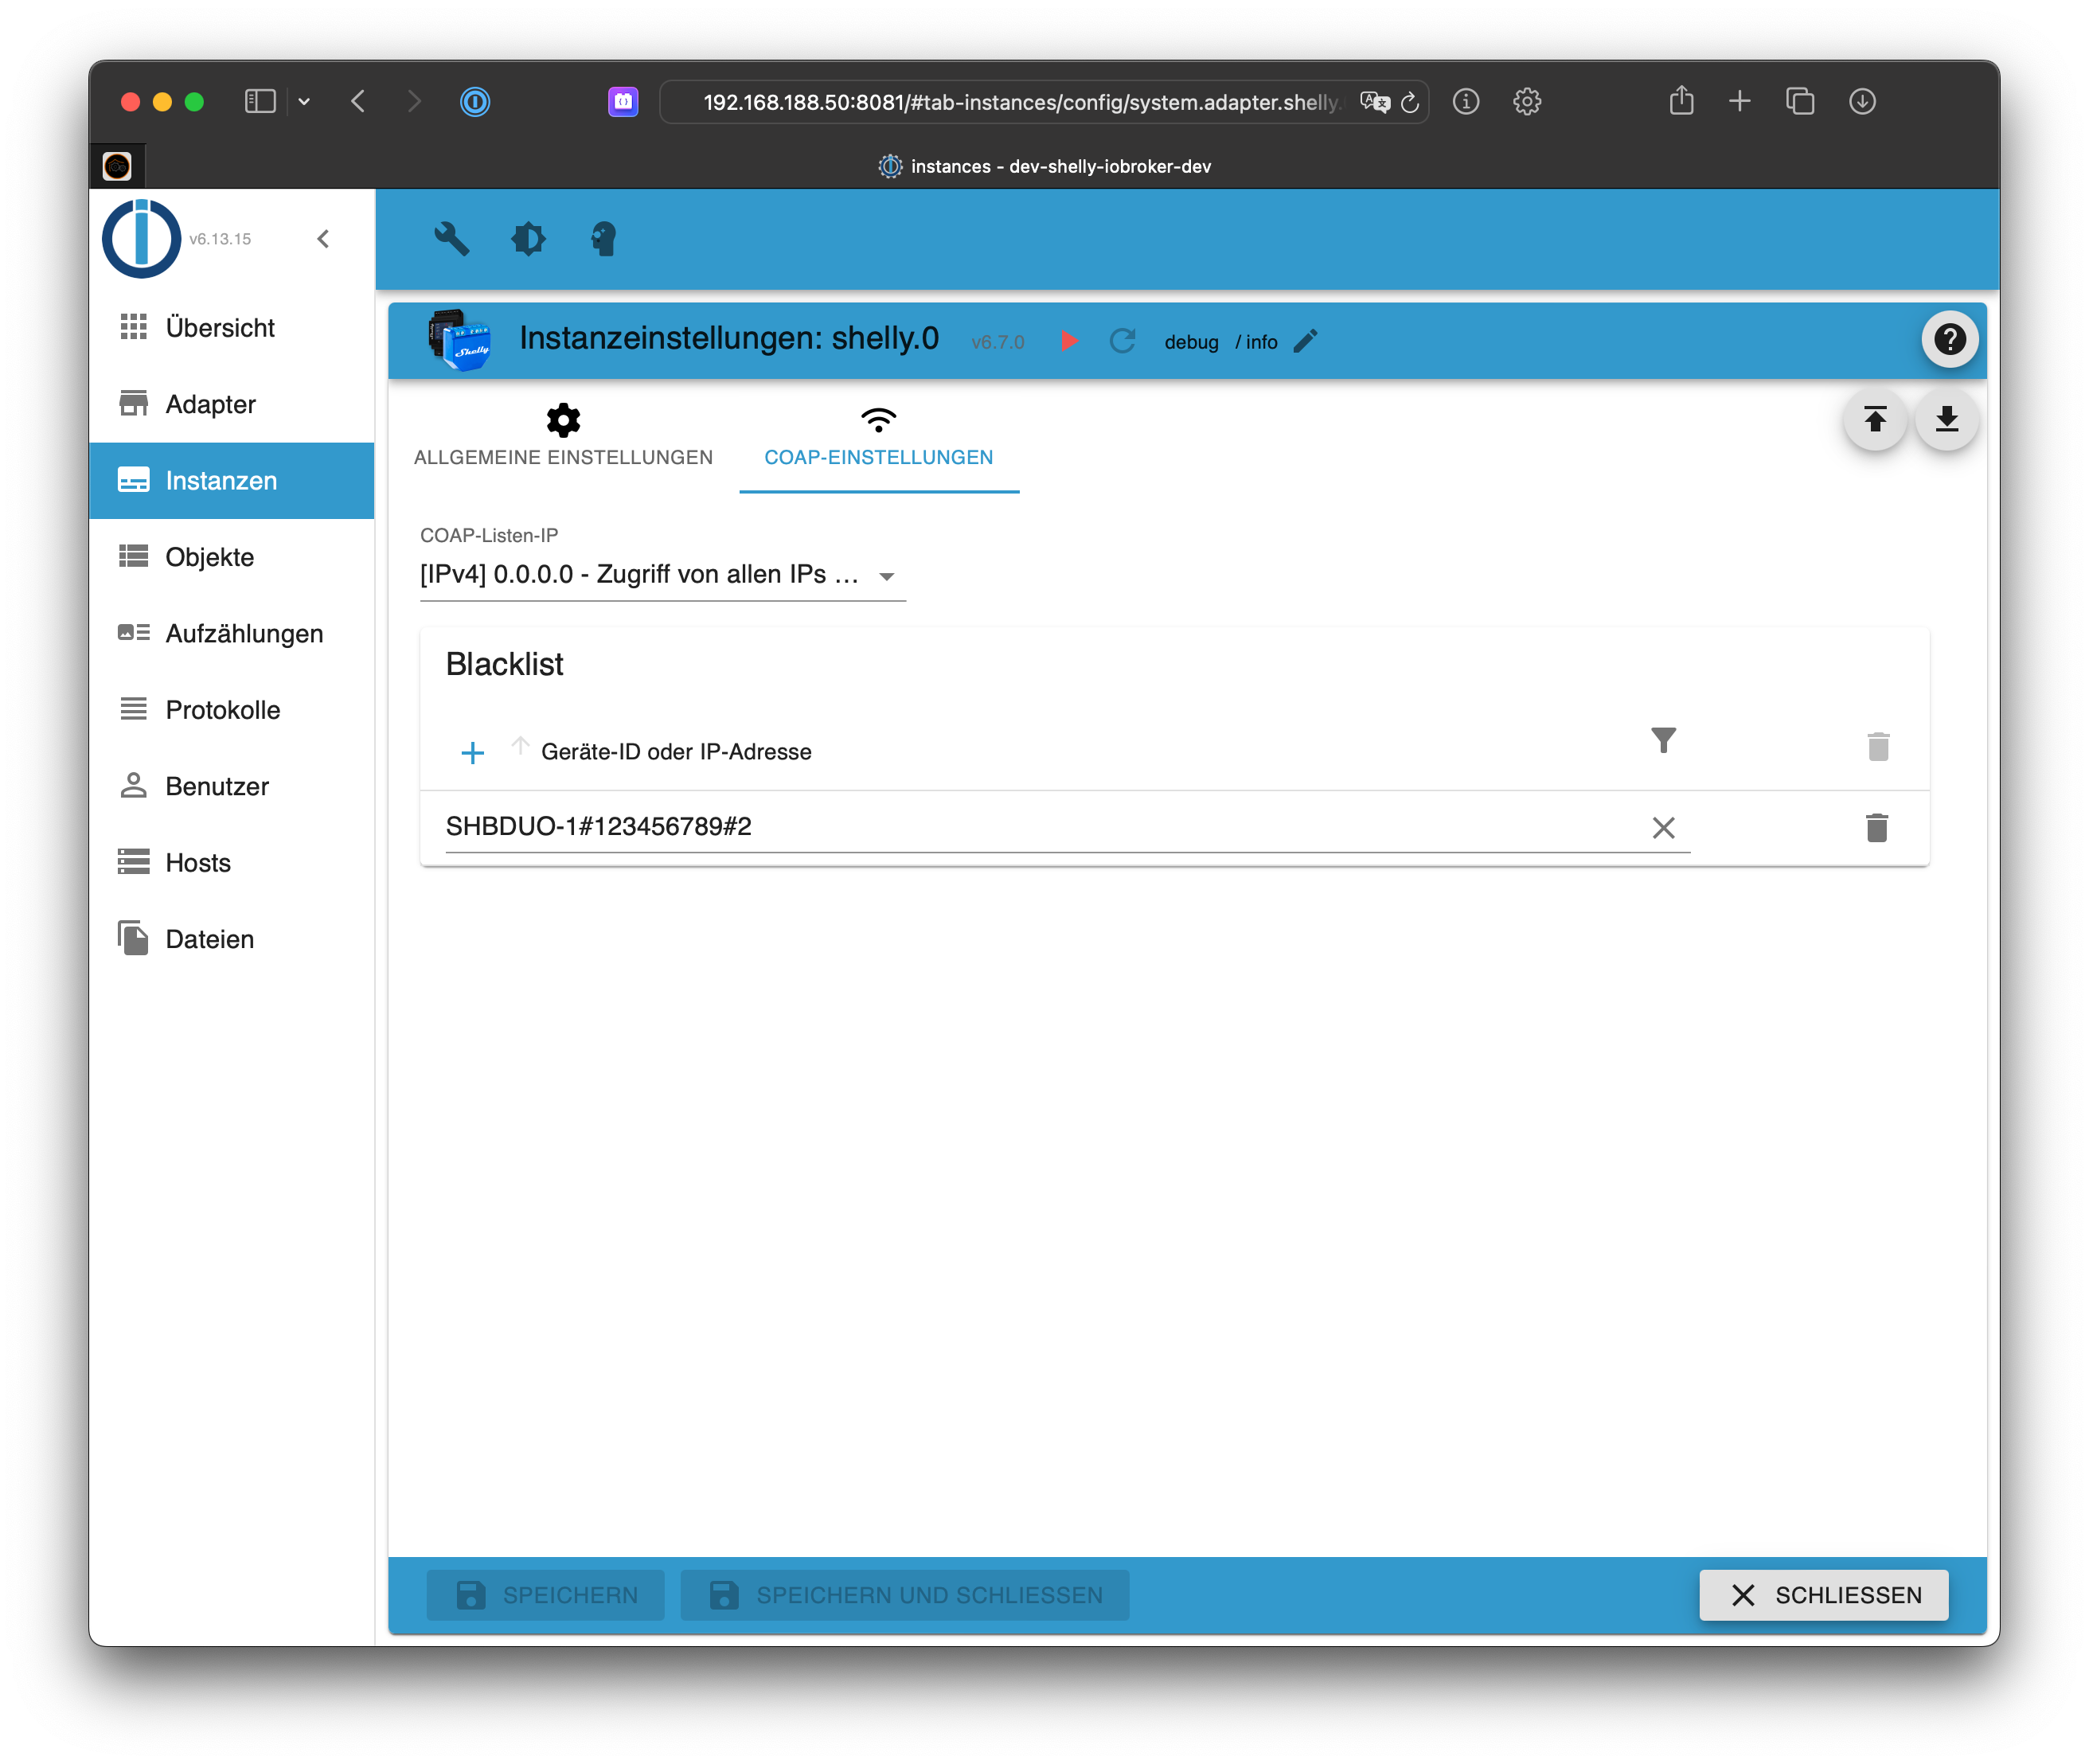 192.168.188.50:8081/#tab-instances/config/system.adapter.shelly.
instances - dev-shelly-iobroker-dev
v6.13.15
Übersicht
Adapter
Instanzen
Objekte
Aufzählungen
Protokolle
Benutzer
Hosts
Dateien
Shelly
Instanzeinstellungen: shelly.0 v6.7.0 debug / info
ALLGEMEINE EINSTELLUNGEN COAP-EINSTELLUNGEN
COAP-Listen-IP
[IPv4] 0.0.0.0 - Zugriff von allen IPs ...
Blacklist
Geräte-ID oder IP-Adresse
SHBDUO-1#123456789#2
SPEICHERN SPEICHERN UND SCHLIESSEN SCHLIESSEN